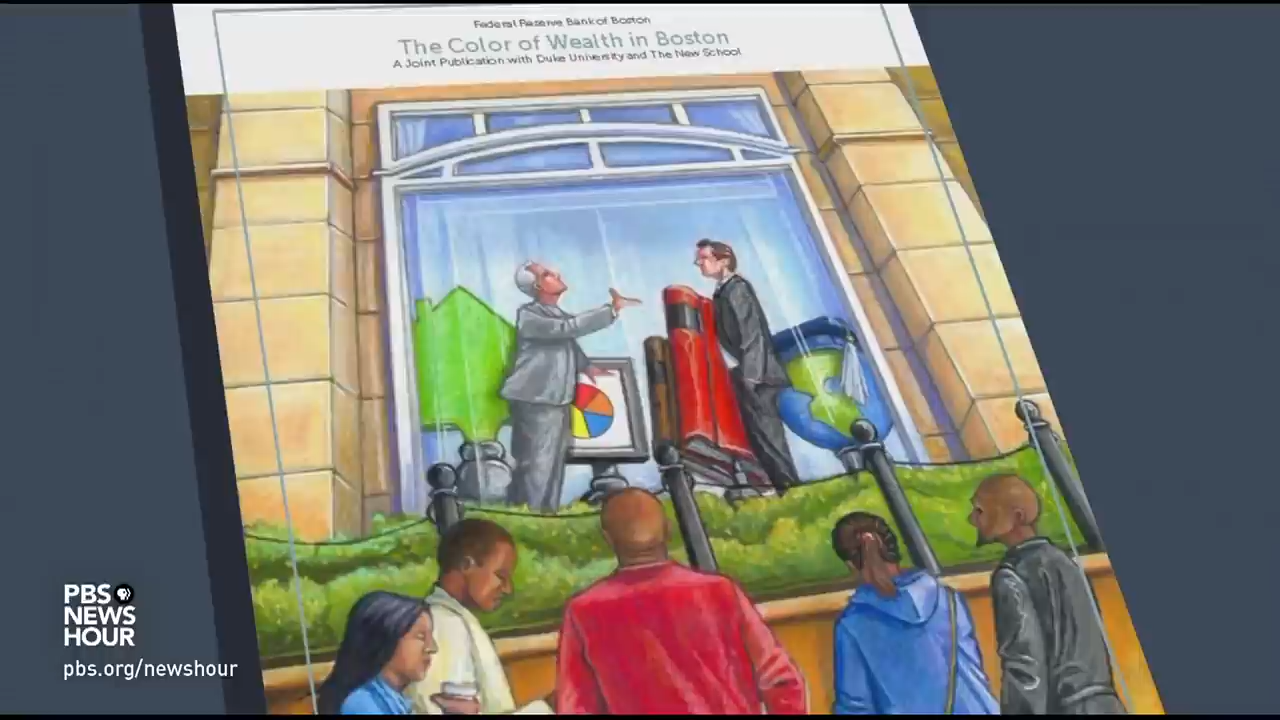 Federal Reserve Bank of Boston
The Color of Wealth in Boston
A Joint Publication with Duke University and The New School
PBS
NEWS
HOUR
pbs.org/newshour